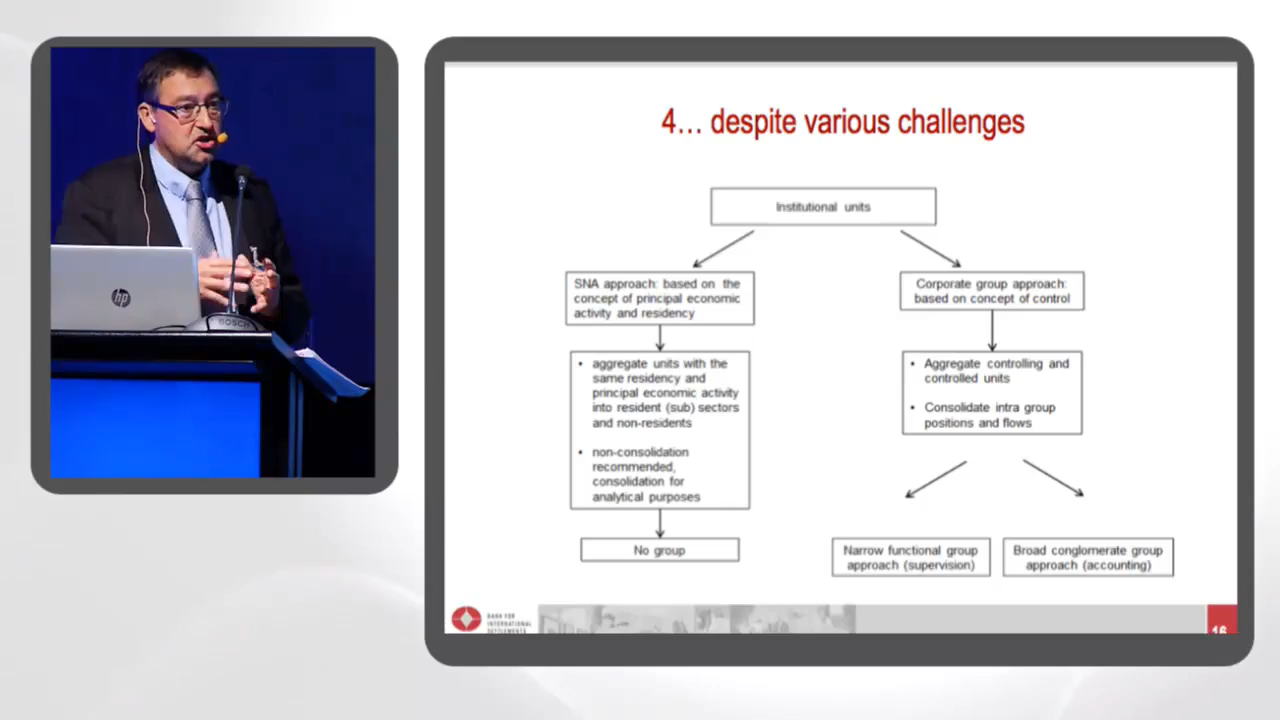 4… despite various challenges
Institutional units
SNA approach: based on the
concept of principal economic
activity and residency
Corporate group approach:
based on concept of control
• aggregate units with the
same residency and
principal economic activity
into resident (sub) sectors
and non-residents
• non-consolidation
recommended,
consolidation for
analytical purposes
• Aggregate controlling and
controlled units
• Consolidate intra group
positions and flows
No group
Narrow functional group
approach (supervision)
Broad conglomerate group
approach (accounting)
BANK FOR
INTERNATIONAL
SETTLEMENTS
16
hp
BOSCH